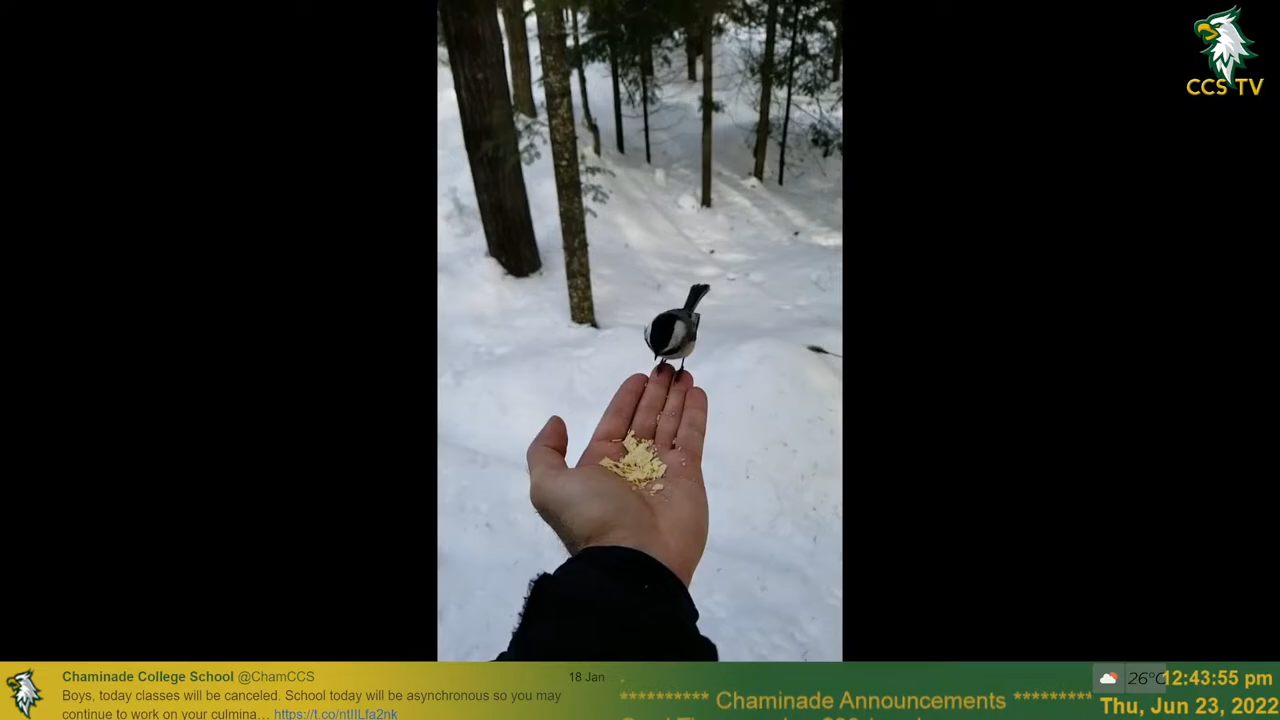 CCS TV
Chaminade College School @ChamCCS
18 Jan
Boys, today classes will be canceled. School today will be asynchronous so you may
continue to work on your culmina… https://t.co/ntlILfa2nk
********** Chaminade Announcements *********
26°C
12:43:55 pm
Thu, Jun 23, 2022